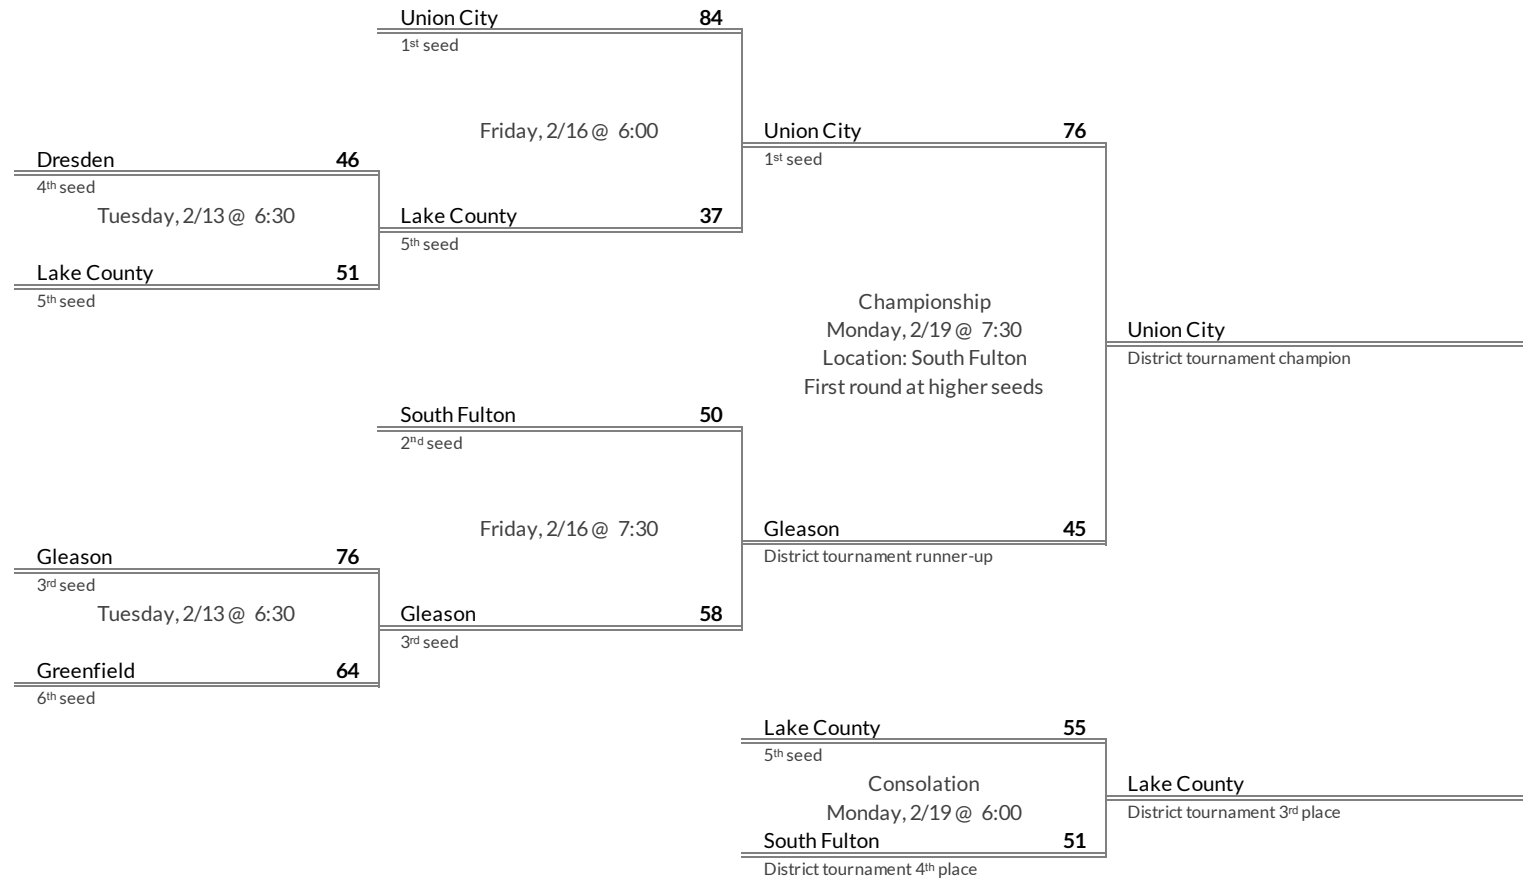 Union City 84
1st seed
Friday, 2/16 @ 6:00
Union City 76
1st seed
Dresden 46
4th seed
Tuesday, 2/13 @ 6:30
Lake County 37
5th seed
Lake County 51
5th seed
Championship
Monday, 2/19 @ 7:30
Location: South Fulton
First round at higher seeds
Union City
District tournament champion
South Fulton 50
2nd seed
Friday, 2/16 @ 7:30
Gleason 45
District tournament runner-up
Gleason 76
3rd seed
Tuesday, 2/13 @ 6:30
Gleason 58
3rd seed
Greenfield 64
6th seed
Lake County 55
5th seed
Consolation
Monday, 2/19 @ 6:00
Lake County
District tournament 3rd place
South Fulton 51
District tournament 4th place